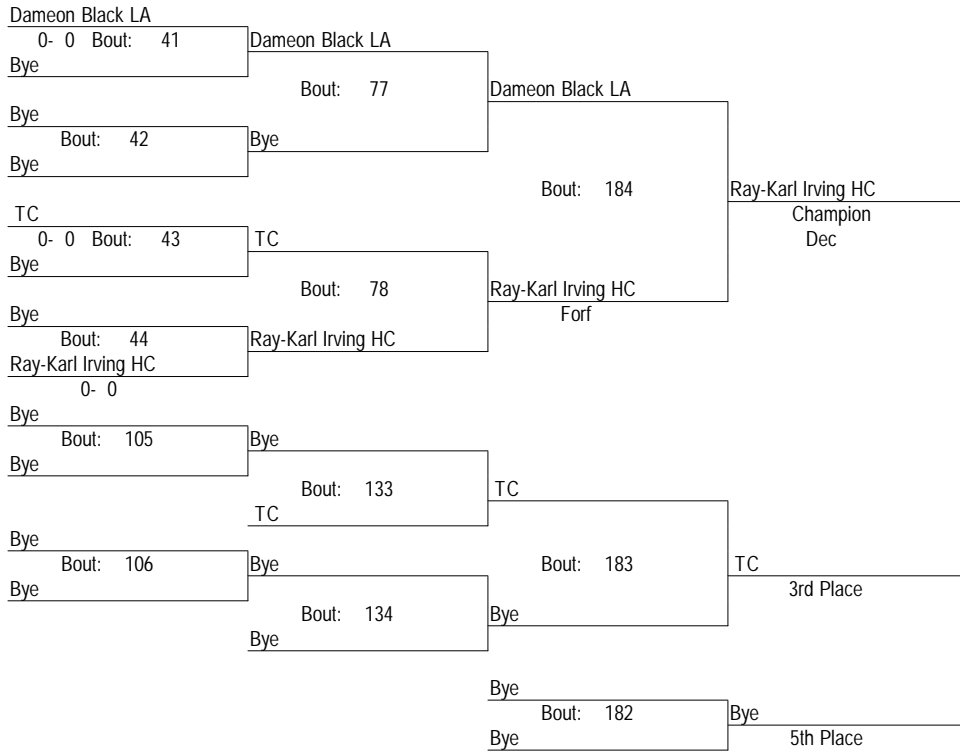 Dameon Black LA
0- 0 Bout: 41 Dameon Black LA
Bye
Bout: 77 Dameon Black LA
Bye
Bout: 42 Bye
Bye
Bout: 184 Ray-Karl Irving HC
TC Champion
0- 0 Bout: 43 TC Dec
Bye
Bout: 78 Ray-Karl Irving HC
Bye Forf
Bout: 44 Ray-Karl Irving HC
Ray-Karl Irving HC
0- 0
Bye
Bout: 105 Bye
Bye
Bout: 133 TC
TC
Bye
Bout: 106 Bye Bout: 183 TC
Bye 3rd Place
Bout: 134 Bye
Bye
Bye
Bout: 182 Bye
Bye 5th Place